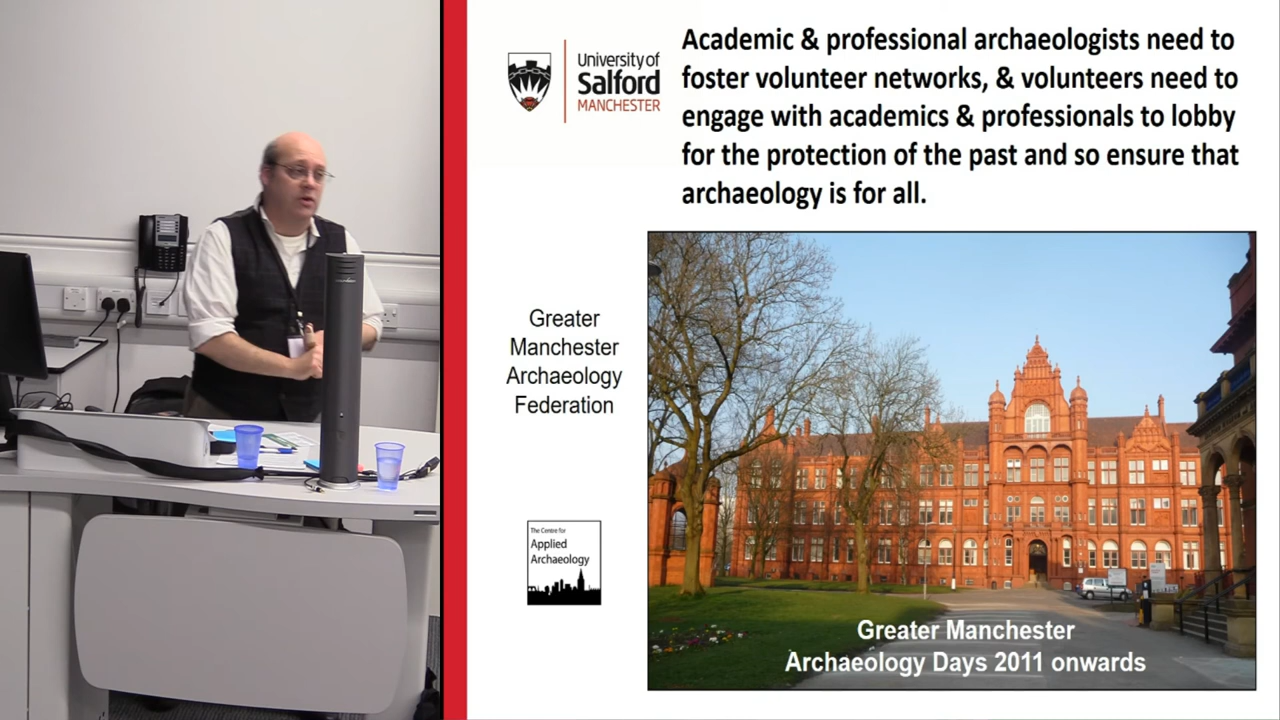 University of
Salford
MANCHESTER
Academic & professional archaeologists need to
foster volunteer networks, & volunteers need to
engage with academics & professionals to lobby
for the protection of the past and so ensure that
archaeology is for all.
Greater
Manchester
Archaeology
Federation
The Centre for
Applied
Archaeology
Greater Manchester
Archaeology Days 2011 onwards